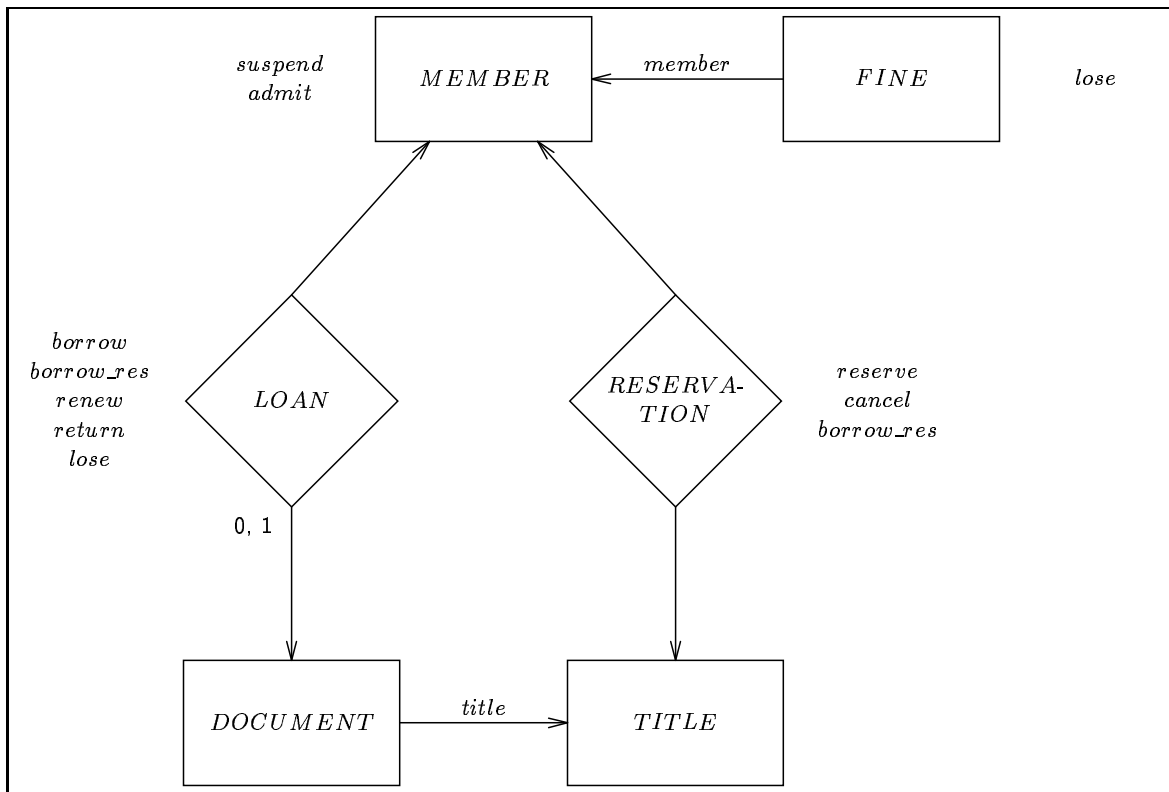 suspend
admit
MEMBER
member
FINE
lose
borrow
borrow_res
renew
return
lose
LOAN
RESERVA-
TION
reserve
cancel
borrow_res
0, 1
DOCUMENT
title
TITLE